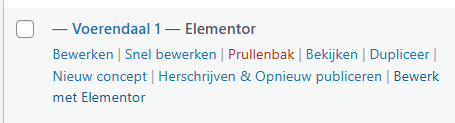 — Voerendaal 1 — Elementor
Bewerken | Snel bewerken | Prullenbak | Bekijken | Dupliceer |
Nieuw concept | Herschrijven & Opnieuw publiceren | Bewerk
met Elementor